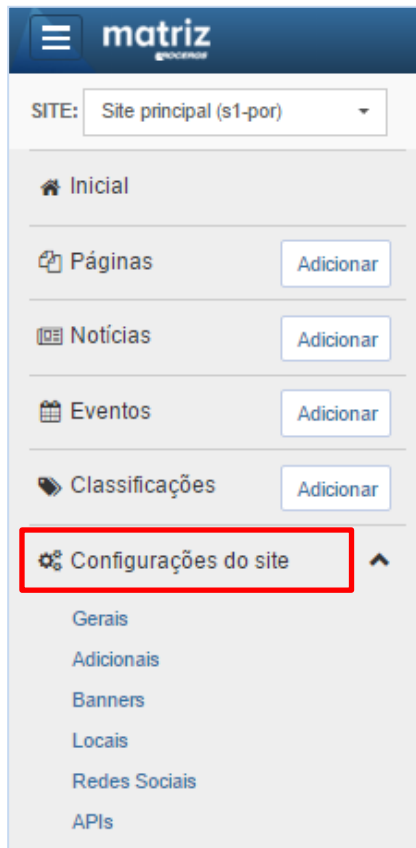 matriz
SITE: Site principal (s1-por)
Inicial
Páginas Adicionar
Notícias Adicionar
Eventos Adicionar
Classificações Adicionar
Configurações do site
Gerais
Adicionais
Banners
Locais
Redes Sociais
APIs